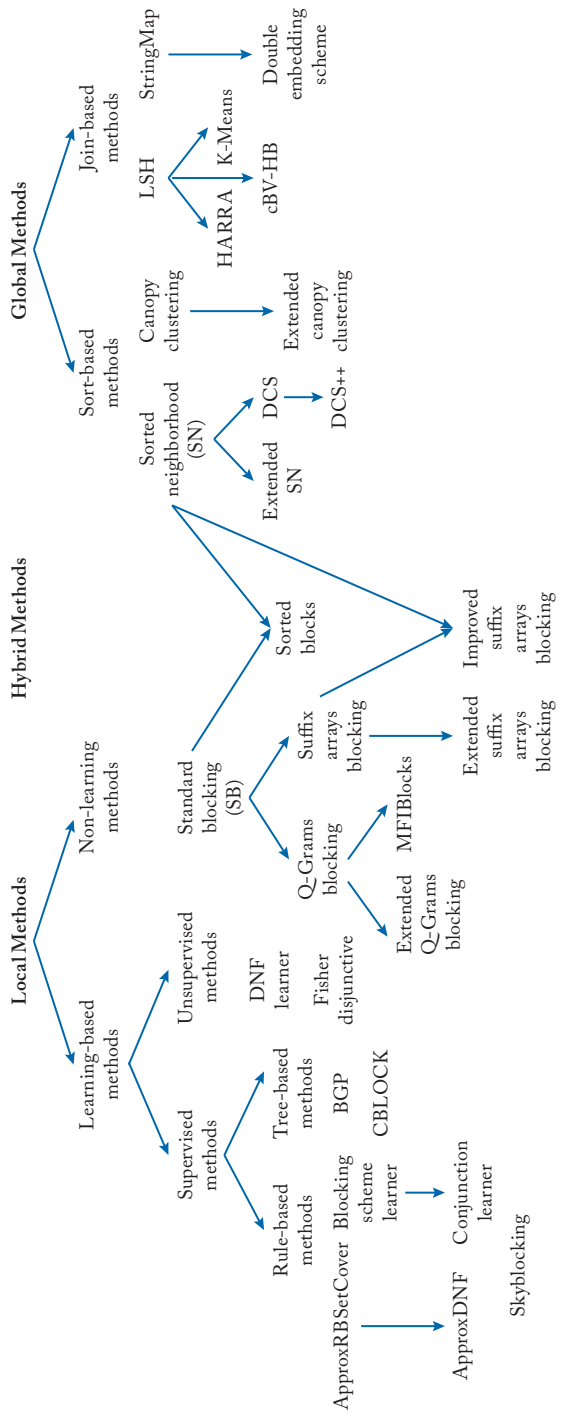 Local Methods
Hybrid Methods
Global Methods
Learning-based
methods
Non-learning
methods
Sort-based
methods
Join-based
methods
Supervised
methods
Unsupervised
methods
Standard
blocking
(SB)
Sorted
neighborhood
(SN)
Canopy
clustering
LSH
StringMap
Rule-based
methods
Tree-based
methods
DNF
learner
Fisher
disjunctive
Q-Grams
blocking
Suffix
arrays
blocking
Sorted
blocks
Extended
SN
DCS
DCS++
Extended
canopy
clustering
HARRA
K-Means
cBV-HB
Double
embedding
scheme
ApproxRBSetCover
Blocking
scheme
learner
BGP
CBLOCK
Extended
Q-Grams
blocking
MFIBlocks
Extended
suffix
arrays
blocking
Improved
suffix
arrays
blocking
ApproxDNF
Conjunction
learner
Skyblocking